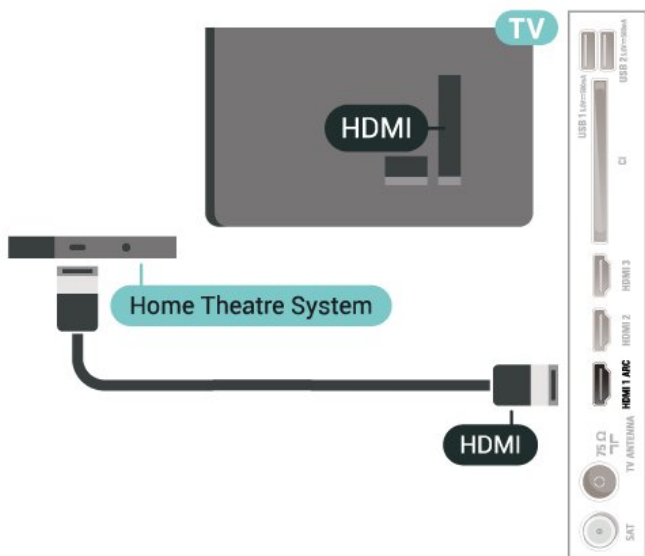 TV
HDMI
Home Theatre System
HDMI
USB 2
USB 1
CI
HDMI 3
HDMI 2
HDMI 1 ARC
75 Ω
TV ANTENNA
SAT